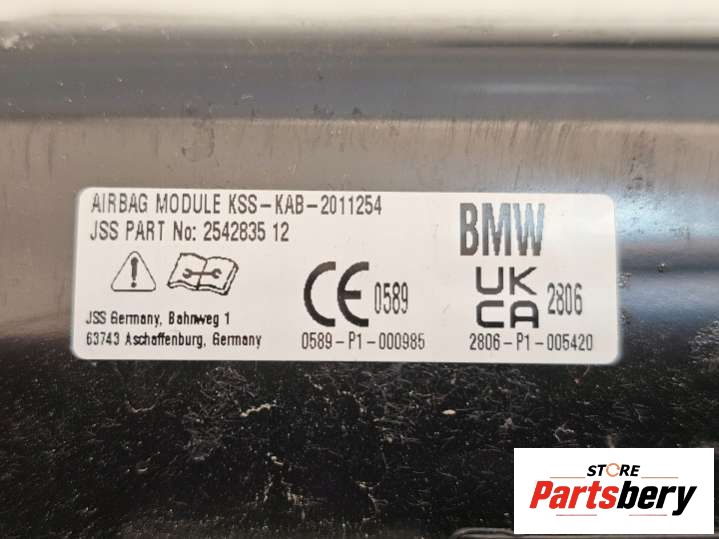 AIRBAG MODULE KSS-KAB-2011254
JSS PART No: 2542835 12
BMW
CE 0589
UK
CA 2806
JSS Germany, Bahnweg 1
63743 Aschaffenburg, Germany
0589-P1-000985
2806-P1-005420
STORE
Partsbery